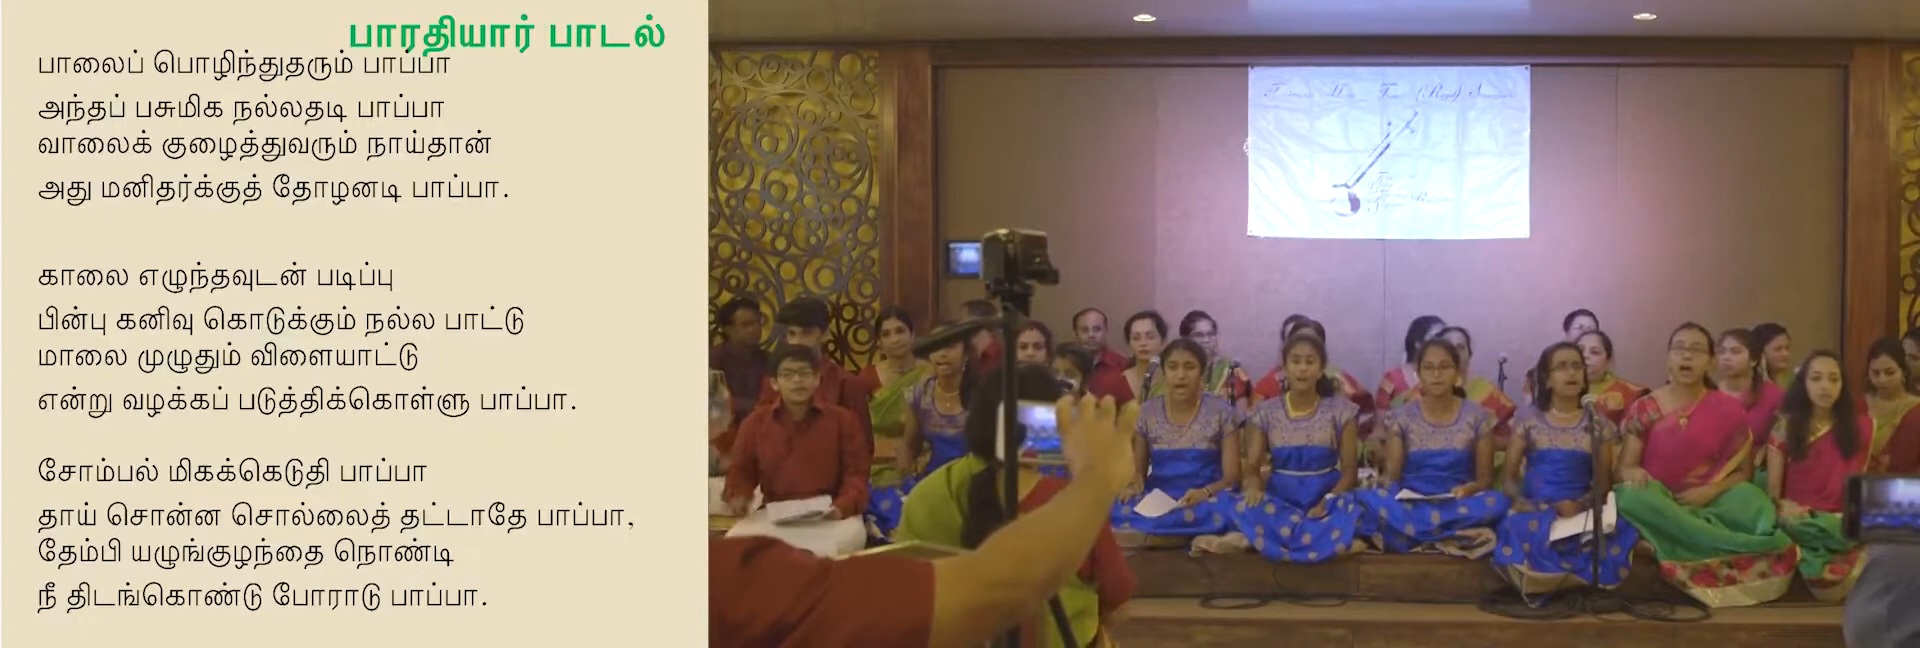 பாரதியார் பாடல்
பாலைப் பொழிந்துதரும் பாப்பா
அந்தப் பசுமிக நல்லதடி பாப்பா
வாலைக் குழைத்துவரும் நாய்தான்
அது மனிதர்க்குத் தோழனடி பாப்பா.
காலை எழுந்தவுடன் படிப்பு
பின்பு கனிவு கொடுக்கும் நல்ல பாட்டு
மாலை முழுதும் விளையாட்டு
என்று வழக்கப் படுத்திக்கொள்ளு பாப்பா.
சோம்பல் மிகக்கெடுதி பாப்பா
தாய் சொன்ன சொல்லைத் தட்டாதே பாப்பா,
தேம்பி யழுங்குழந்தை நொண்டி
நீ திடங்கொண்டு போராடு பாப்பா.